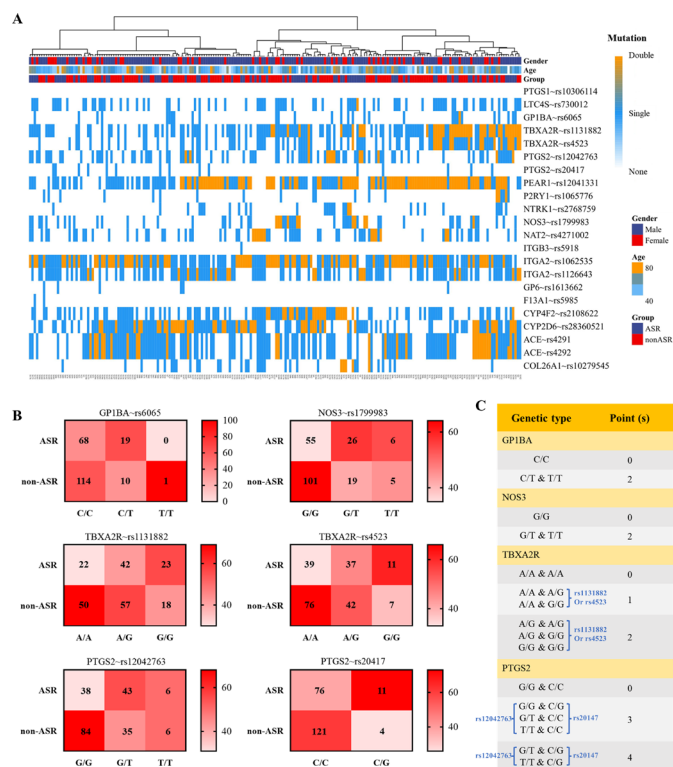 A
Mutation
Double
Single
None
Gender
Age
Group
PTGS1~rs10306114
LTC4S~rs730012
GP1BA~rs6065
TBXA2R~rs1131882
TBXA2R~rs4523
PTGS2~rs12042763
PTGS2~rs20417
PEAR1~rs12041331
P2RY1~rs1065776
NTRK1~rs2768759
NOS3~rs1799983
NAT2~rs4271002
ITGB3~rs5918
ITGA2~rs1062535
ITGA2~rs1126643
GP6~rs1613662
F13A1~rs5985
CYP4F2~rs2108622
CYP2D6~rs28360521
ACE~rs4291
ACE~rs4292
COL26A1~rs10279545
Gender
Male
Female
Age
80
40
Group
ASR
nonASR
B
GP1BA~rs6065
ASR 68 19 0
non-ASR 114 10 1
C/C C/T T/T
100
80
60
40
20
0
NOS3~rs1799983
ASR 55 26 6
non-ASR 101 19 5
G/G G/T T/T
60
40
TBXA2R~rs1131882
ASR 22 42 23
non-ASR 50 57 18
A/A A/G G/G
60
40
TBXA2R~rs4523
ASR 39 37 11
non-ASR 76 42 7
A/A A/G G/G
60
40
PTGS2~rs12042763
ASR 38 43 6
non-ASR 84 35 6
G/G G/T T/T
60
40
PTGS2~rs20417
ASR 76 11
non-ASR 121 4
C/C C/G
60
40
C
Genetic type Point (s)
GP1BA
C/C 0
C/T & T/T 2
NOS3
G/G 0
G/T & T/T 2
TBXA2R
A/A & A/A 0
A/A & A/G
A/A & G/G
rs1131882
Or rs4523
1
A/G & A/G
A/G & G/G
G/G & G/G
rs1131882
Or rs4523
2
PTGS2
G/G & C/C 0
G/G & C/G
rs12042763 G/T & C/C rs20147 3
T/T & C/C
rs12042763 G/T & C/G rs20147 4
T/T & C/G